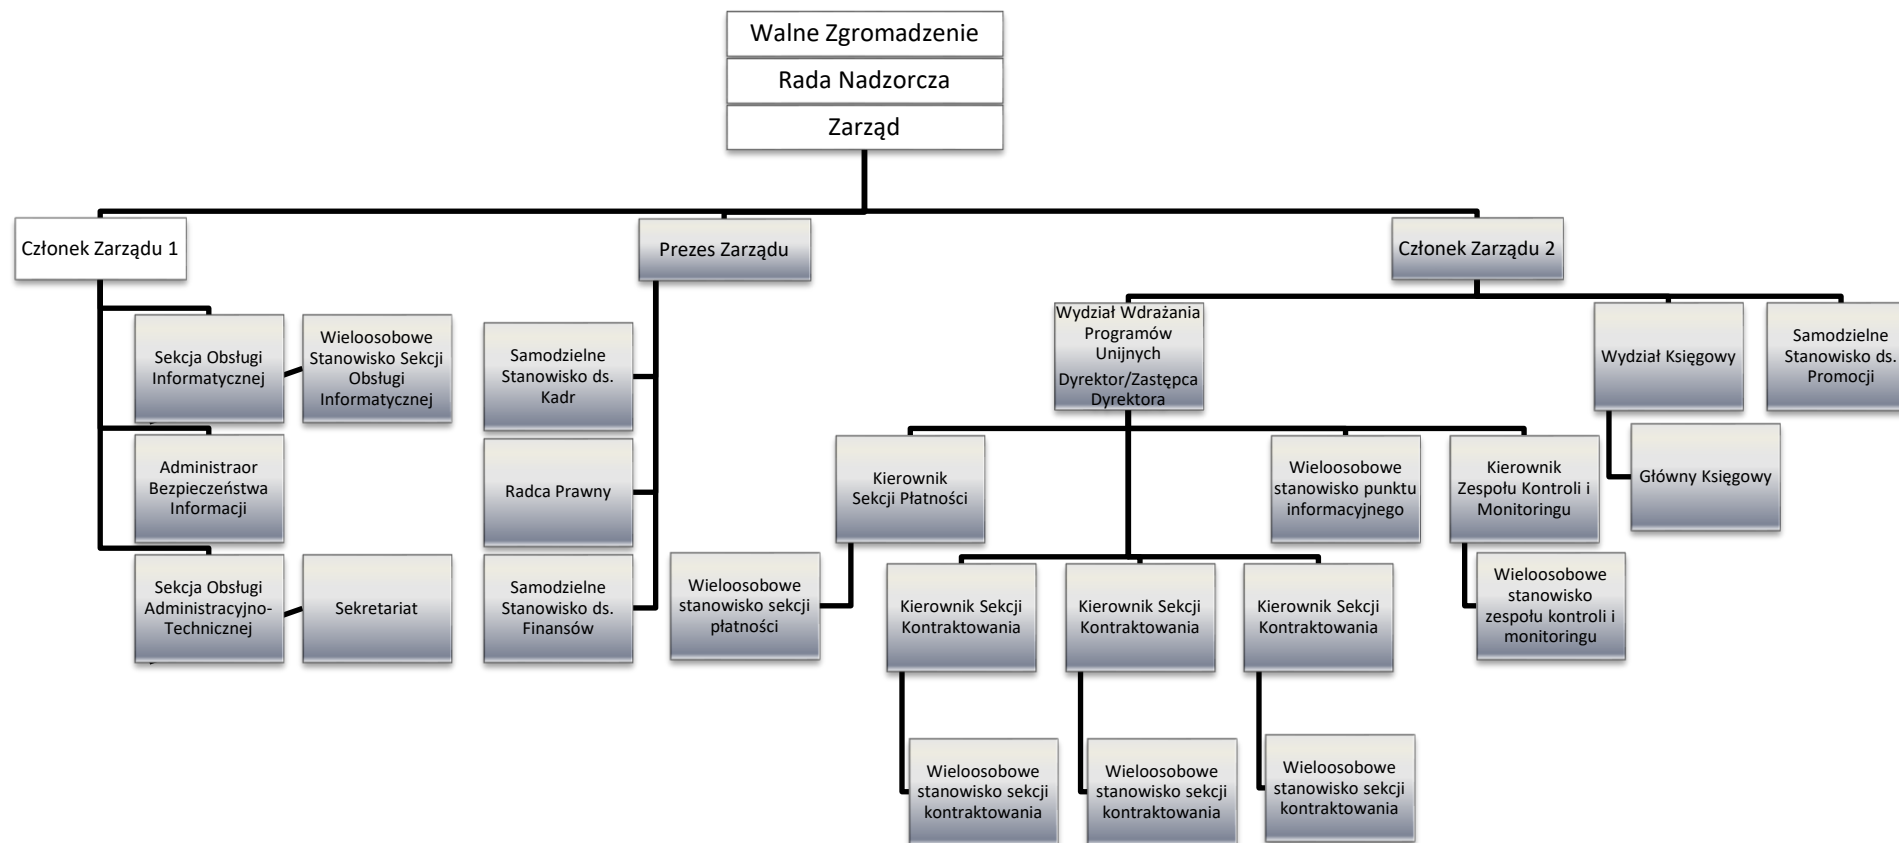 Walne Zgromadzenie
Rada Nadzorcza
Zarząd
Członek Zarządu 1
Prezes Zarządu
Członek Zarządu 2
Sekcja Obsługi
Informatycznej
Wieloosobowe
Stanowisko Sekcji
Obsługi
Informatycznej
Administraor
Bezpieczeństwa
Informacji
Sekcja Obsługi
Administracyjno-
Technicznej
Sekretariat
Samodzielne
Stanowisko ds.
Kadr
Radca Prawny
Samodzielne
Stanowisko ds.
Finansów
Wydział Wdrażania
Programów
Unijnych
Dyrektor/Zastępca
Dyrektora
Wydział Księgowy
Samodzielne
Stanowisko ds.
Promocji
Kierownik
Sekcji Płatności
Wieloosobowe
stanowisko punktu
informacyjnego
Kierownik
Zespołu Kontroli i
Monitoringu
Główny Księgowy
Wieloosobowe
stanowisko sekcji
płatności
Kierownik Sekcji
Kontraktowania
Kierownik Sekcji
Kontraktowania
Kierownik Sekcji
Kontraktowania
Wieloosobowe
stanowisko
zespołu kontroli i
monitoringu
Wieloosobowe
stanowisko sekcji
kontraktowania
Wieloosobowe
stanowisko sekcji
kontraktowania
Wieloosobowe
stanowisko sekcji
kontraktowania